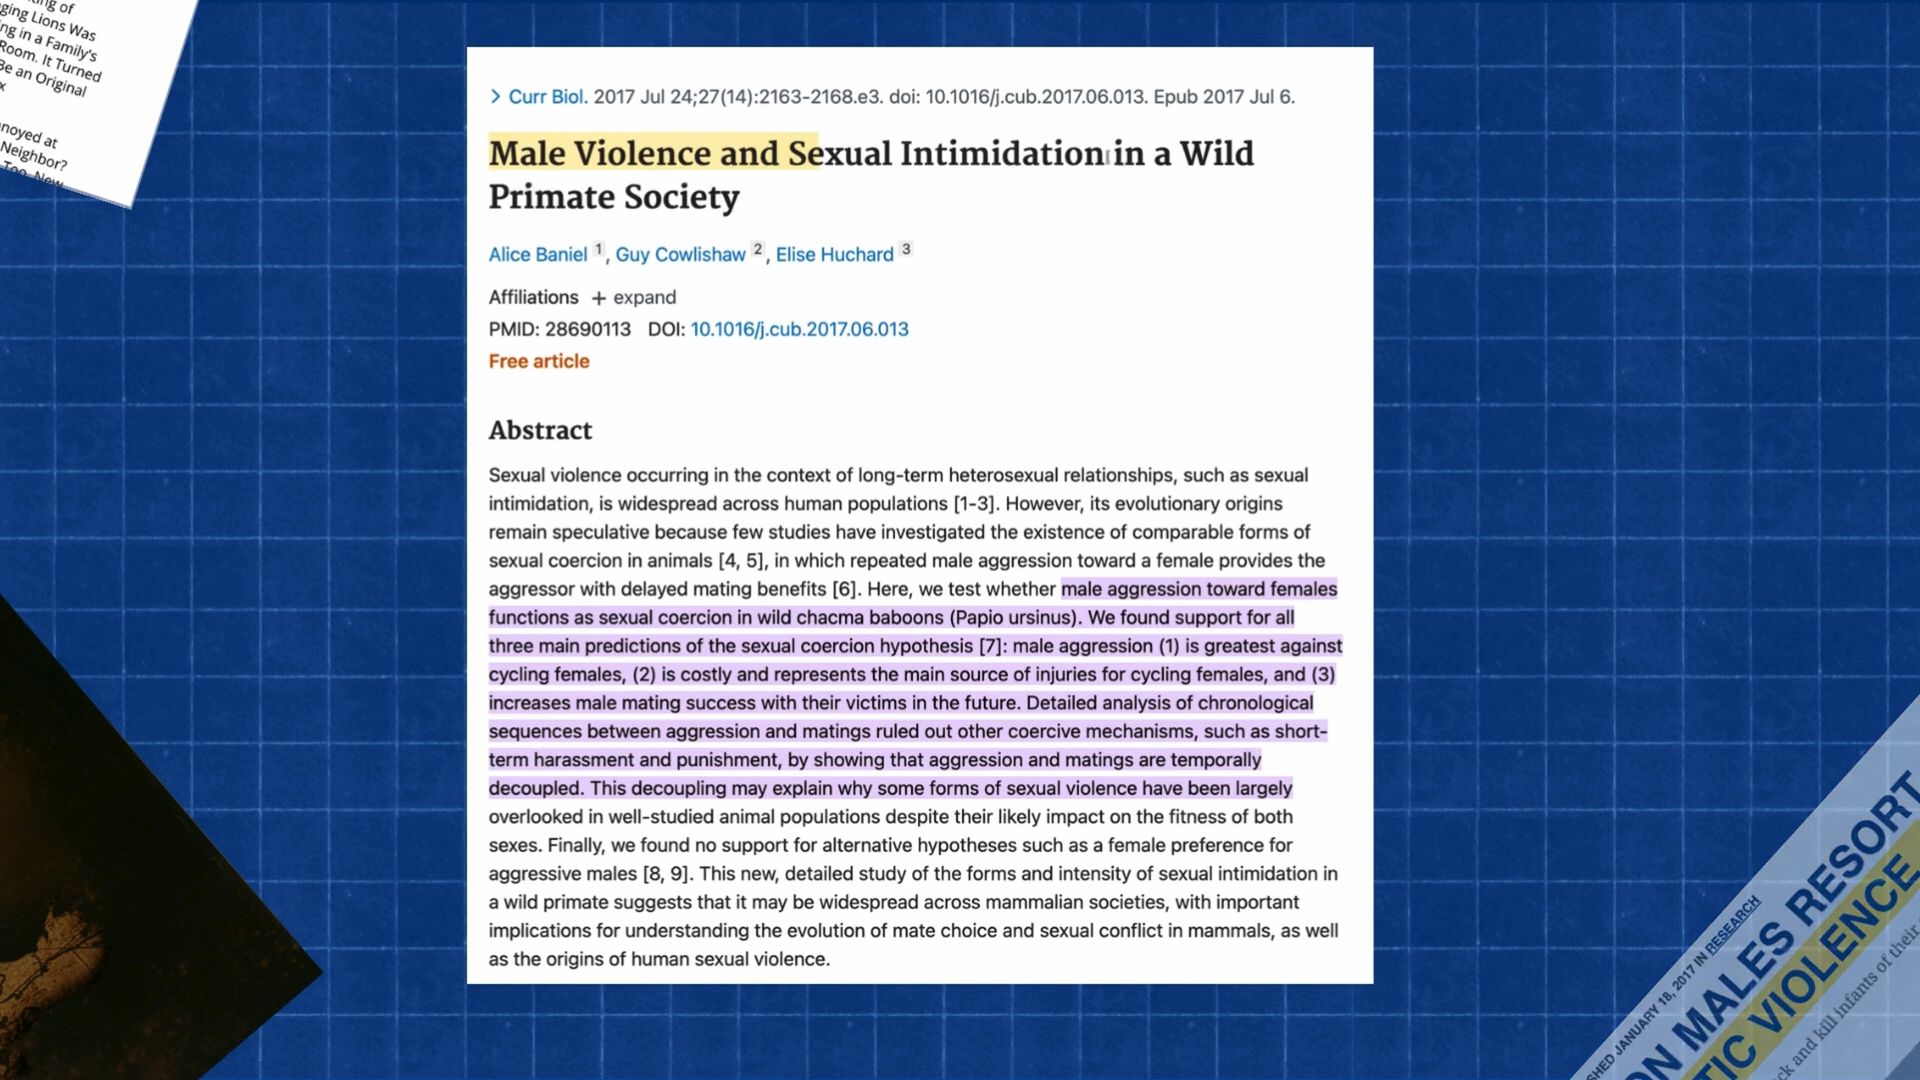 ging Lions Was
ng in a Family's
Room. It Turned
Be an Original
noyed at
Neighbor?
Too. New
> Curr Biol. 2017 Jul 24;27(14):2163-2168.e3. doi: 10.1016/j.cub.2017.06.013. Epub 2017 Jul 6.
Male Violence and Sexual Intimidation in a Wild
Primate Society
Alice Baniel 1, Guy Cowlishaw 2, Elise Huchard 3
Affiliations + expand
PMID: 28690113 DOI: 10.1016/j.cub.2017.06.013
Free article
Abstract
Sexual violence occurring in the context of long-term heterosexual relationships, such as sexual
intimidation, is widespread across human populations [1-3]. However, its evolutionary origins
remain speculative because few studies have investigated the existence of comparable forms of
sexual coercion in animals [4, 5], in which repeated male aggression toward a female provides the
aggressor with delayed mating benefits [6]. Here, we test whether male aggression toward females
functions as sexual coercion in wild chacma baboons (Papio ursinus). We found support for all
three main predictions of the sexual coercion hypothesis [7]: male aggression (1) is greatest against
cycling females, (2) is costly and represents the main source of injuries for cycling females, and (3)
increases male mating success with their victims in the future. Detailed analysis of chronological
sequences between aggression and matings ruled out other coercive mechanisms, such as short-
term harassment and punishment, by showing that aggression and matings are temporally
decoupled. This decoupling may explain why some forms of sexual violence have been largely
overlooked in well-studied animal populations despite their likely impact on the fitness of both
sexes. Finally, we found no support for alternative hypotheses such as a female preference for
aggressive males [8, 9]. This new, detailed study of the forms and intensity of sexual intimidation in
a wild primate suggests that it may be widespread across mammalian societies, with important
implications for understanding the evolution of mate choice and sexual conflict in mammals, as well
as the origins of human sexual violence.
SHED JANUARY 18, 2017 IN RESEARCH
ON MALES RESORT
TIC VIOLENCE
ck and kill infants of their